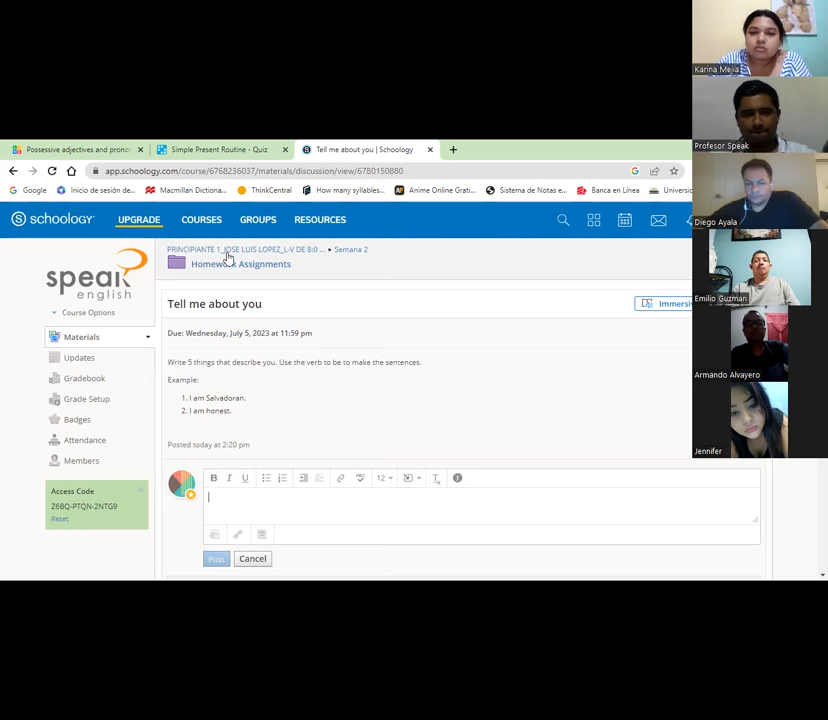 Karina Mejia
Profesor Speak
Diego Ayala
Emilio Guzman
Armando Alvayero
Jennifer
Possessive adjectives and prono
Simple Present Routine - Quiz
Tell me about you | Schoology
app.schoology.com/course/6768236037/materials/discussion/view/6780150880
Google
Inicio de sesión de...
Macmillan Dictiona...
ThinkCentral
How many syllables...
Anime Online Grati...
Sistema de Notas e...
Banca en Línea
Universid
schoology
UPGRADE
COURSES
GROUPS
RESOURCES
speak
english
Course Options
Materials
Updates
Gradebook
Grade Setup
Badges
Attendance
Members
Access Code
Z6BQ-PTQN-2NTG9
Reset
PRINCIPIANTE 1_JOSE LUIS LOPEZ_L-V DE 8:0 ... Semana 2
Homework Assignments
Tell me about you
Immersi
Due: Wednesday, July 5, 2023 at 11:59 pm
Write 5 things that describe you. Use the verb to be to make the sentences.
Example:
1. I am Salvadoran.
2. I am honest.
Posted today at 2:20 pm
B I U
12
Post
Cancel